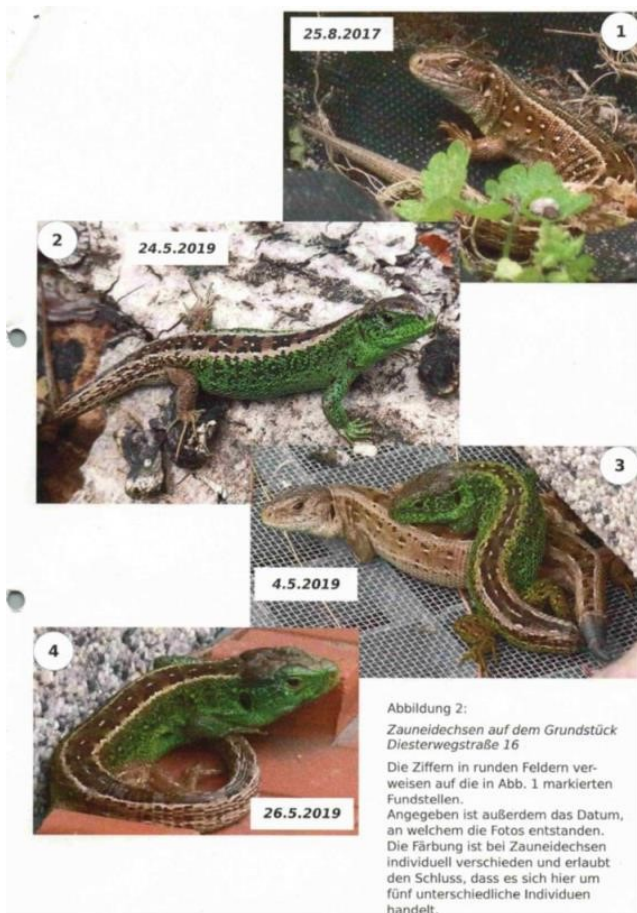 25.8.2017
1
2
24.5.2019
3
4.5.2019
4
26.5.2019
Abbildung 2:
Zauneidechsen auf dem Grundstück
Diesterwegstraße 16
Die Ziffern in runden Feldern ver-
weisen auf die in Abb. 1 markierten
Fundstellen.
Angegeben ist außerdem das Datum,
an welchem die Fotos entstanden.
Die Färbung ist bei Zauneidechsen
individuell verschieden und erlaubt
den Schluss, dass es sich hier um
fünf unterschiedliche Individuen
handelt.